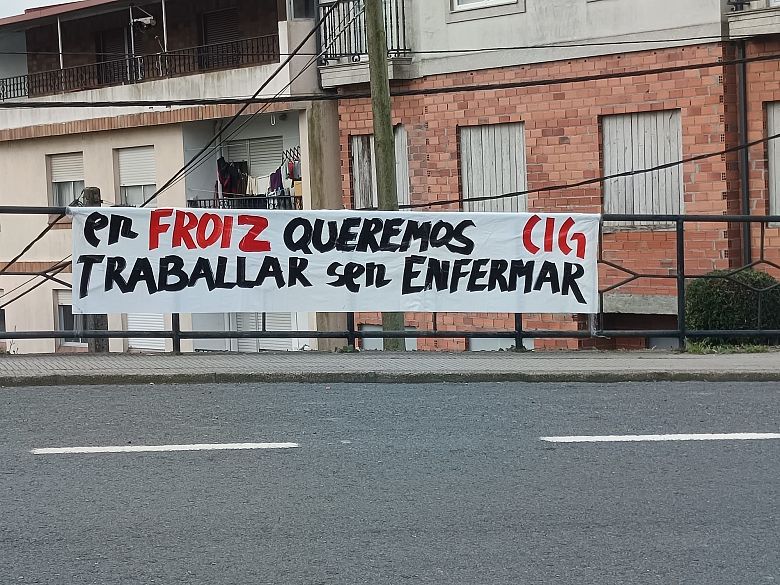 en FROIZ QUEREMOS CIG
TRABALLAR sen ENFERMAR